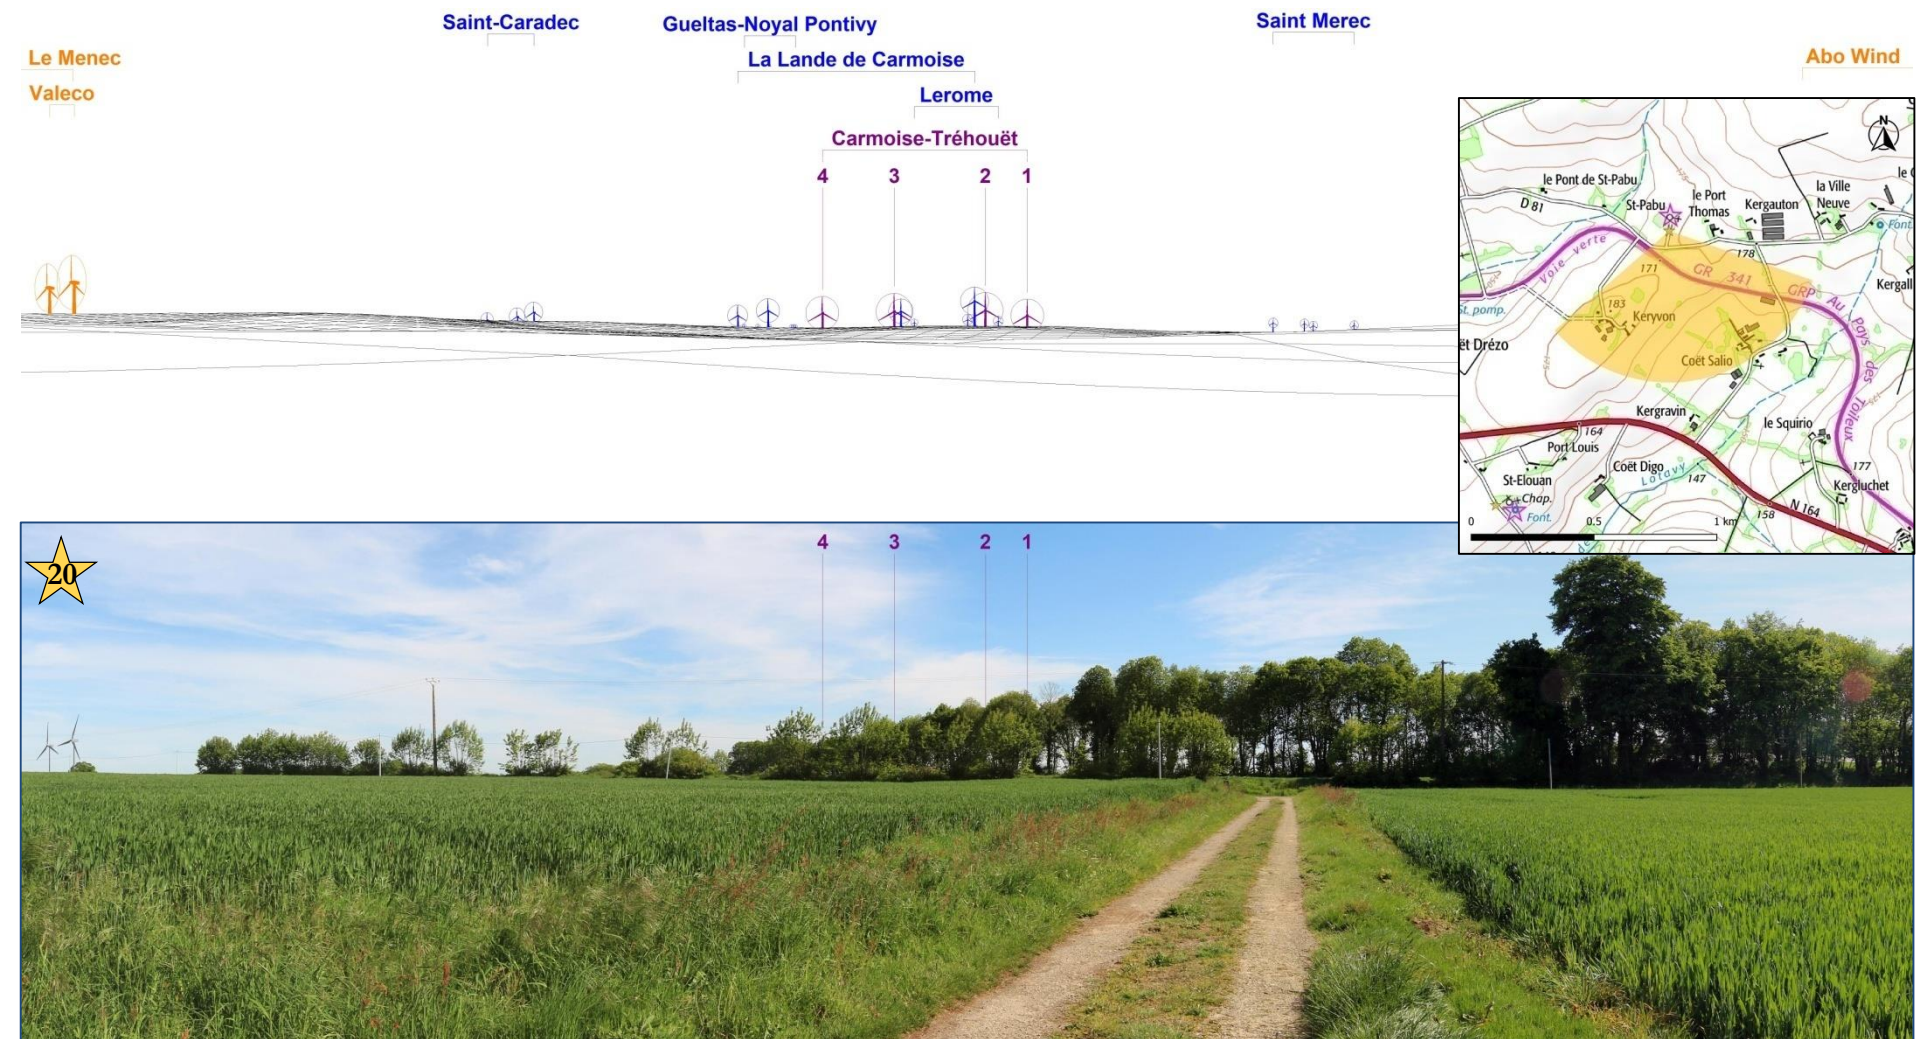 Saint-Caradec
Gueltas-Noyal Pontivy
Saint Merec
Le Menec
La Lande de Carmoise
Abo Wind
Valeco
Lerome
Carmoise-Tréhouët
4 3 2 1
N
le Pont de St-Pabu
D 81
St-Pabu
le Port
Thomas
Kergauton
la Ville
Neuve
Font.
Voie verte
171
GR 341
178
GRP Au Pays des Toileux
Kergall
183
St. pomp.
Keryvon
ët Drézo
Coët Salio
175
Kergravin
le Squirio
164
Port Louis
Coët Digo
Lotavy
147
177
Kergluchet
St-Elouan
Chap.
Font.
158
N 164
0 0.5 1 km
20
4 3 2 1